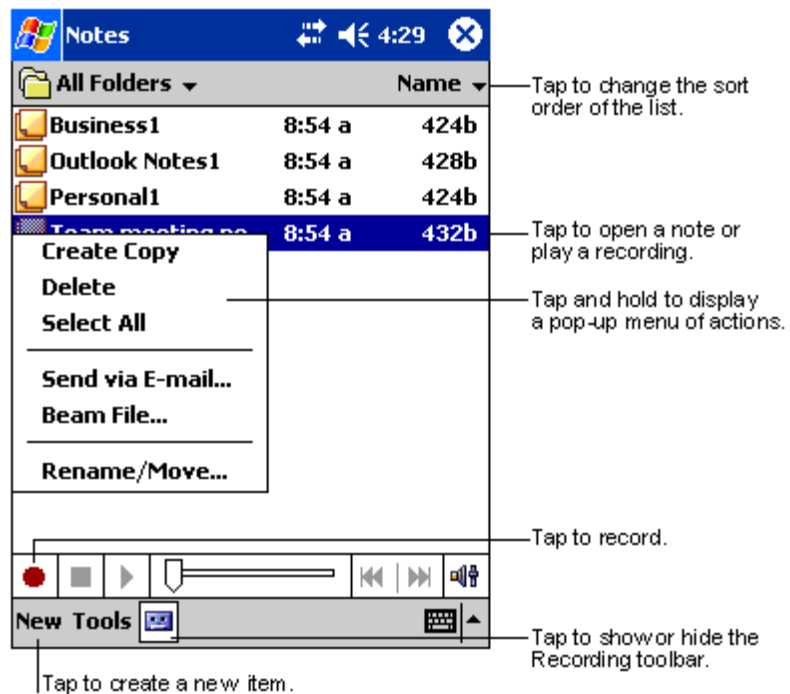 Notes 4:29
All Folders Name
Tap to change the sort
order of the list.
Business1 8:54 a 424b
Outlook Notes1 8:54 a 428b
Personal1 8:54 a 424b
Team meeting no 8:54 a 432b
Tap to open a note or
play a recording.
Create Copy
Delete
Select All
Tap and hold to display
a pop-up menu of actions.
Send via E-mail...
Beam File...
Rename/Move...
Tap to record.
New Tools
Tap to show or hide the
Recording toolbar.
Tap to create a new item.